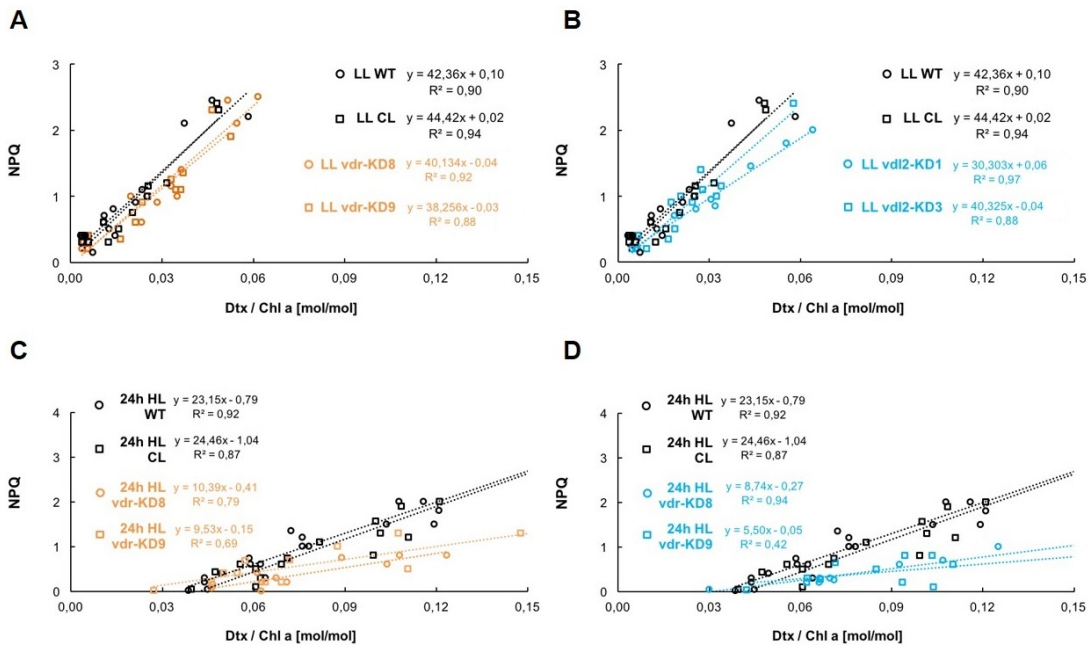 A
NPQ
3
2
1
0
LL WT y = 42,36x + 0,10
R² = 0,90
LL CL y = 44,42x + 0,02
R² = 0,94
LL vdr-KD8 y = 40,134x - 0,04
R² = 0,92
LL vdr-KD9 y = 38,256x - 0,03
R² = 0,88
0,00 0,03 0,06 0,09 0,12 0,15
Dtx / Chl a [mol/mol]
B
NPQ
3
2
1
0
LL WT y = 42,36x + 0,10
R² = 0,90
LL CL y = 44,42x + 0,02
R² = 0,94
LL vdl2-KD1 y = 30,303x + 0,06
R² = 0,97
LL vdl2-KD3 y = 40,325x - 0,04
R² = 0,88
0,00 0,03 0,06 0,09 0,12 0,15
Dtx / Chl a [mol/mol]
C
NPQ
4
3
2
1
0
24h HL y = 23,15x - 0,79
WT R² = 0,92
24h HL y = 24,46x - 1,04
CL R² = 0,87
24h HL y = 10,39x - 0,41
vdr-KD8 R² = 0,79
24h HL y = 9,53x - 0,15
vdr-KD9 R² = 0,69
0,00 0,03 0,06 0,09 0,12 0,15
Dtx / Chl a [mol/mol]
D
NPQ
4
3
2
1
0
24h HL y = 23,15x - 0,79
WT R² = 0,92
24h HL y = 24,46x - 1,04
CL R² = 0,87
24h HL y = 8,74x - 0,27
vdr-KD8 R² = 0,94
24h HL y = 5,50x - 0,05
vdr-KD9 R² = 0,42
0,00 0,03 0,06 0,09 0,12 0,15
Dtx / Chl a [mol/mol]